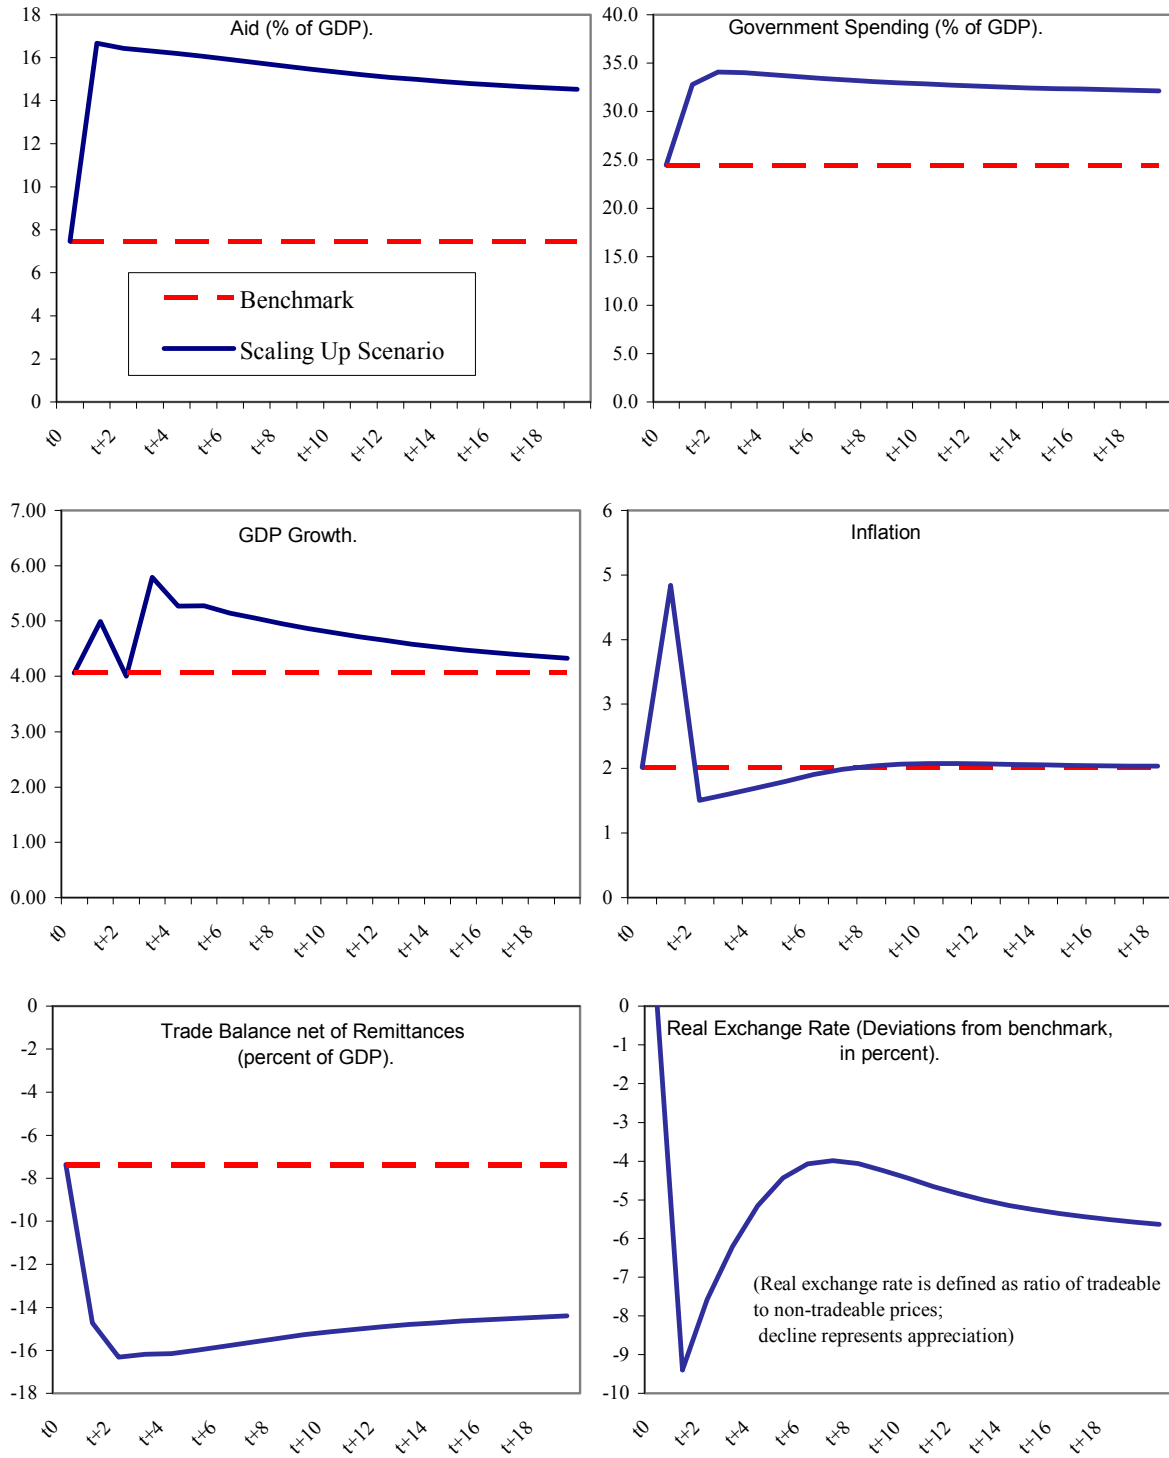 Aid (% of GDP).
18
16
14
12
10
8
6
4
2
0
Benchmark
Scaling Up Scenario
t0
t+2
t+4
t+6
t+8
t+10
t+12
t+14
t+16
t+18
Government Spending (% of GDP).
40.0
35.0
30.0
25.0
20.0
15.0
10.0
5.0
0.0
t0
t+2
t+4
t+6
t+8
t+10
t+12
t+14
t+16
t+18
GDP Growth.
7.00
6.00
5.00
4.00
3.00
2.00
1.00
0.00
t0
t+2
t+4
t+6
t+8
t+10
t+12
t+14
t+16
t+18
Inflation
6
5
4
3
2
1
0
t0
t+2
t+4
t+6
t+8
t+10
t+12
t+14
t+16
t+18
Trade Balance net of Remittances
(percent of GDP).
0
-2
-4
-6
-8
-10
-12
-14
-16
-18
t0
t+2
t+4
t+6
t+8
t+10
t+12
t+14
t+16
t+18
Real Exchange Rate (Deviations from benchmark,
in percent).
0
-1
-2
-3
-4
-5
-6
-7
-8
-9
-10
(Real exchange rate is defined as ratio of tradeable
to non-tradeable prices;
decline represents appreciation)
t0
t+2
t+4
t+6
t+8
t+10
t+12
t+14
t+16
t+18